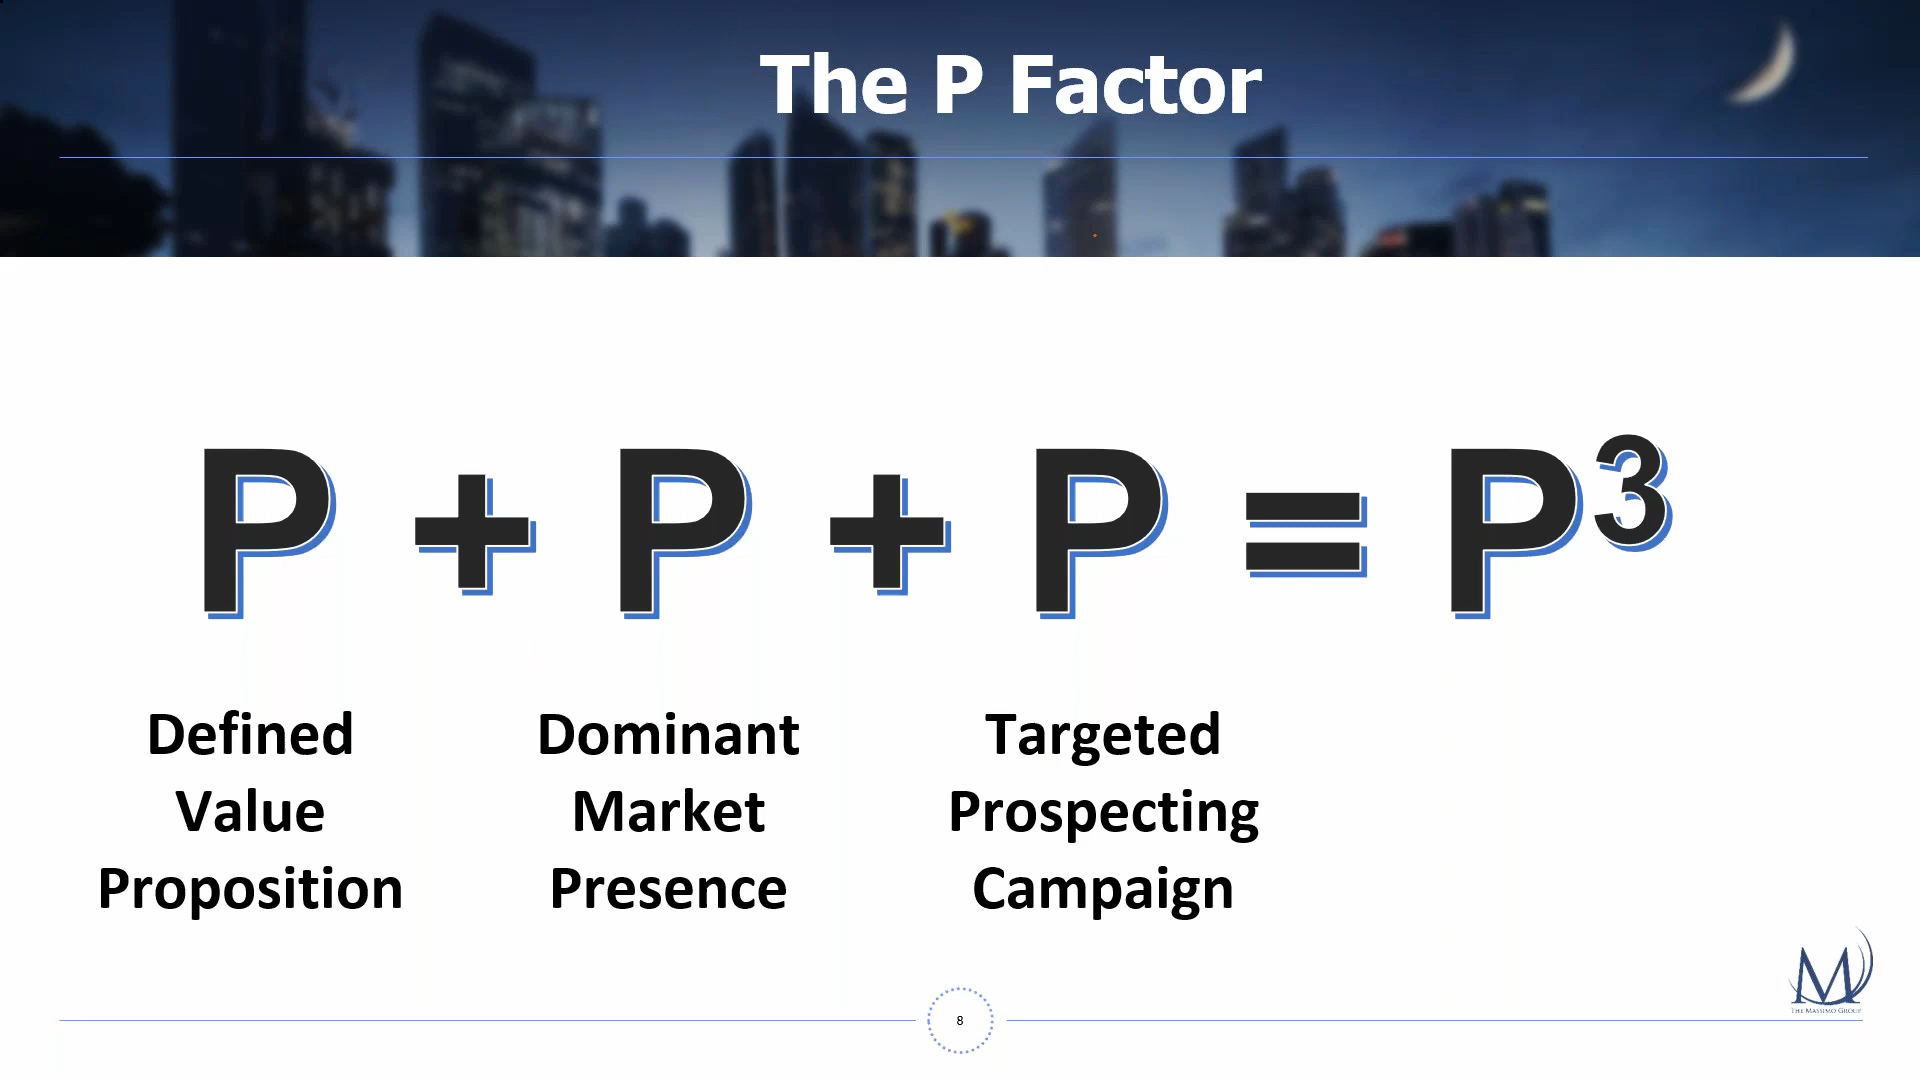 The P Factor
P + P + P = P³
Defined
Value
Proposition
Dominant
Market
Presence
Targeted
Prospecting
Campaign
8
M
The Massimo Group